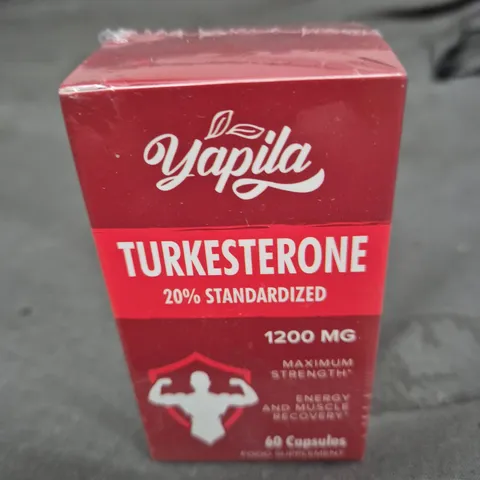 Yapila
TURKESTERONE
20% STANDARDIZED
1200 MG
MAXIMUM
STRENGTH*
ENERGY
AND MUSCLE
RECOVERY*
60 Capsules
FOOD SUPPLEMENT